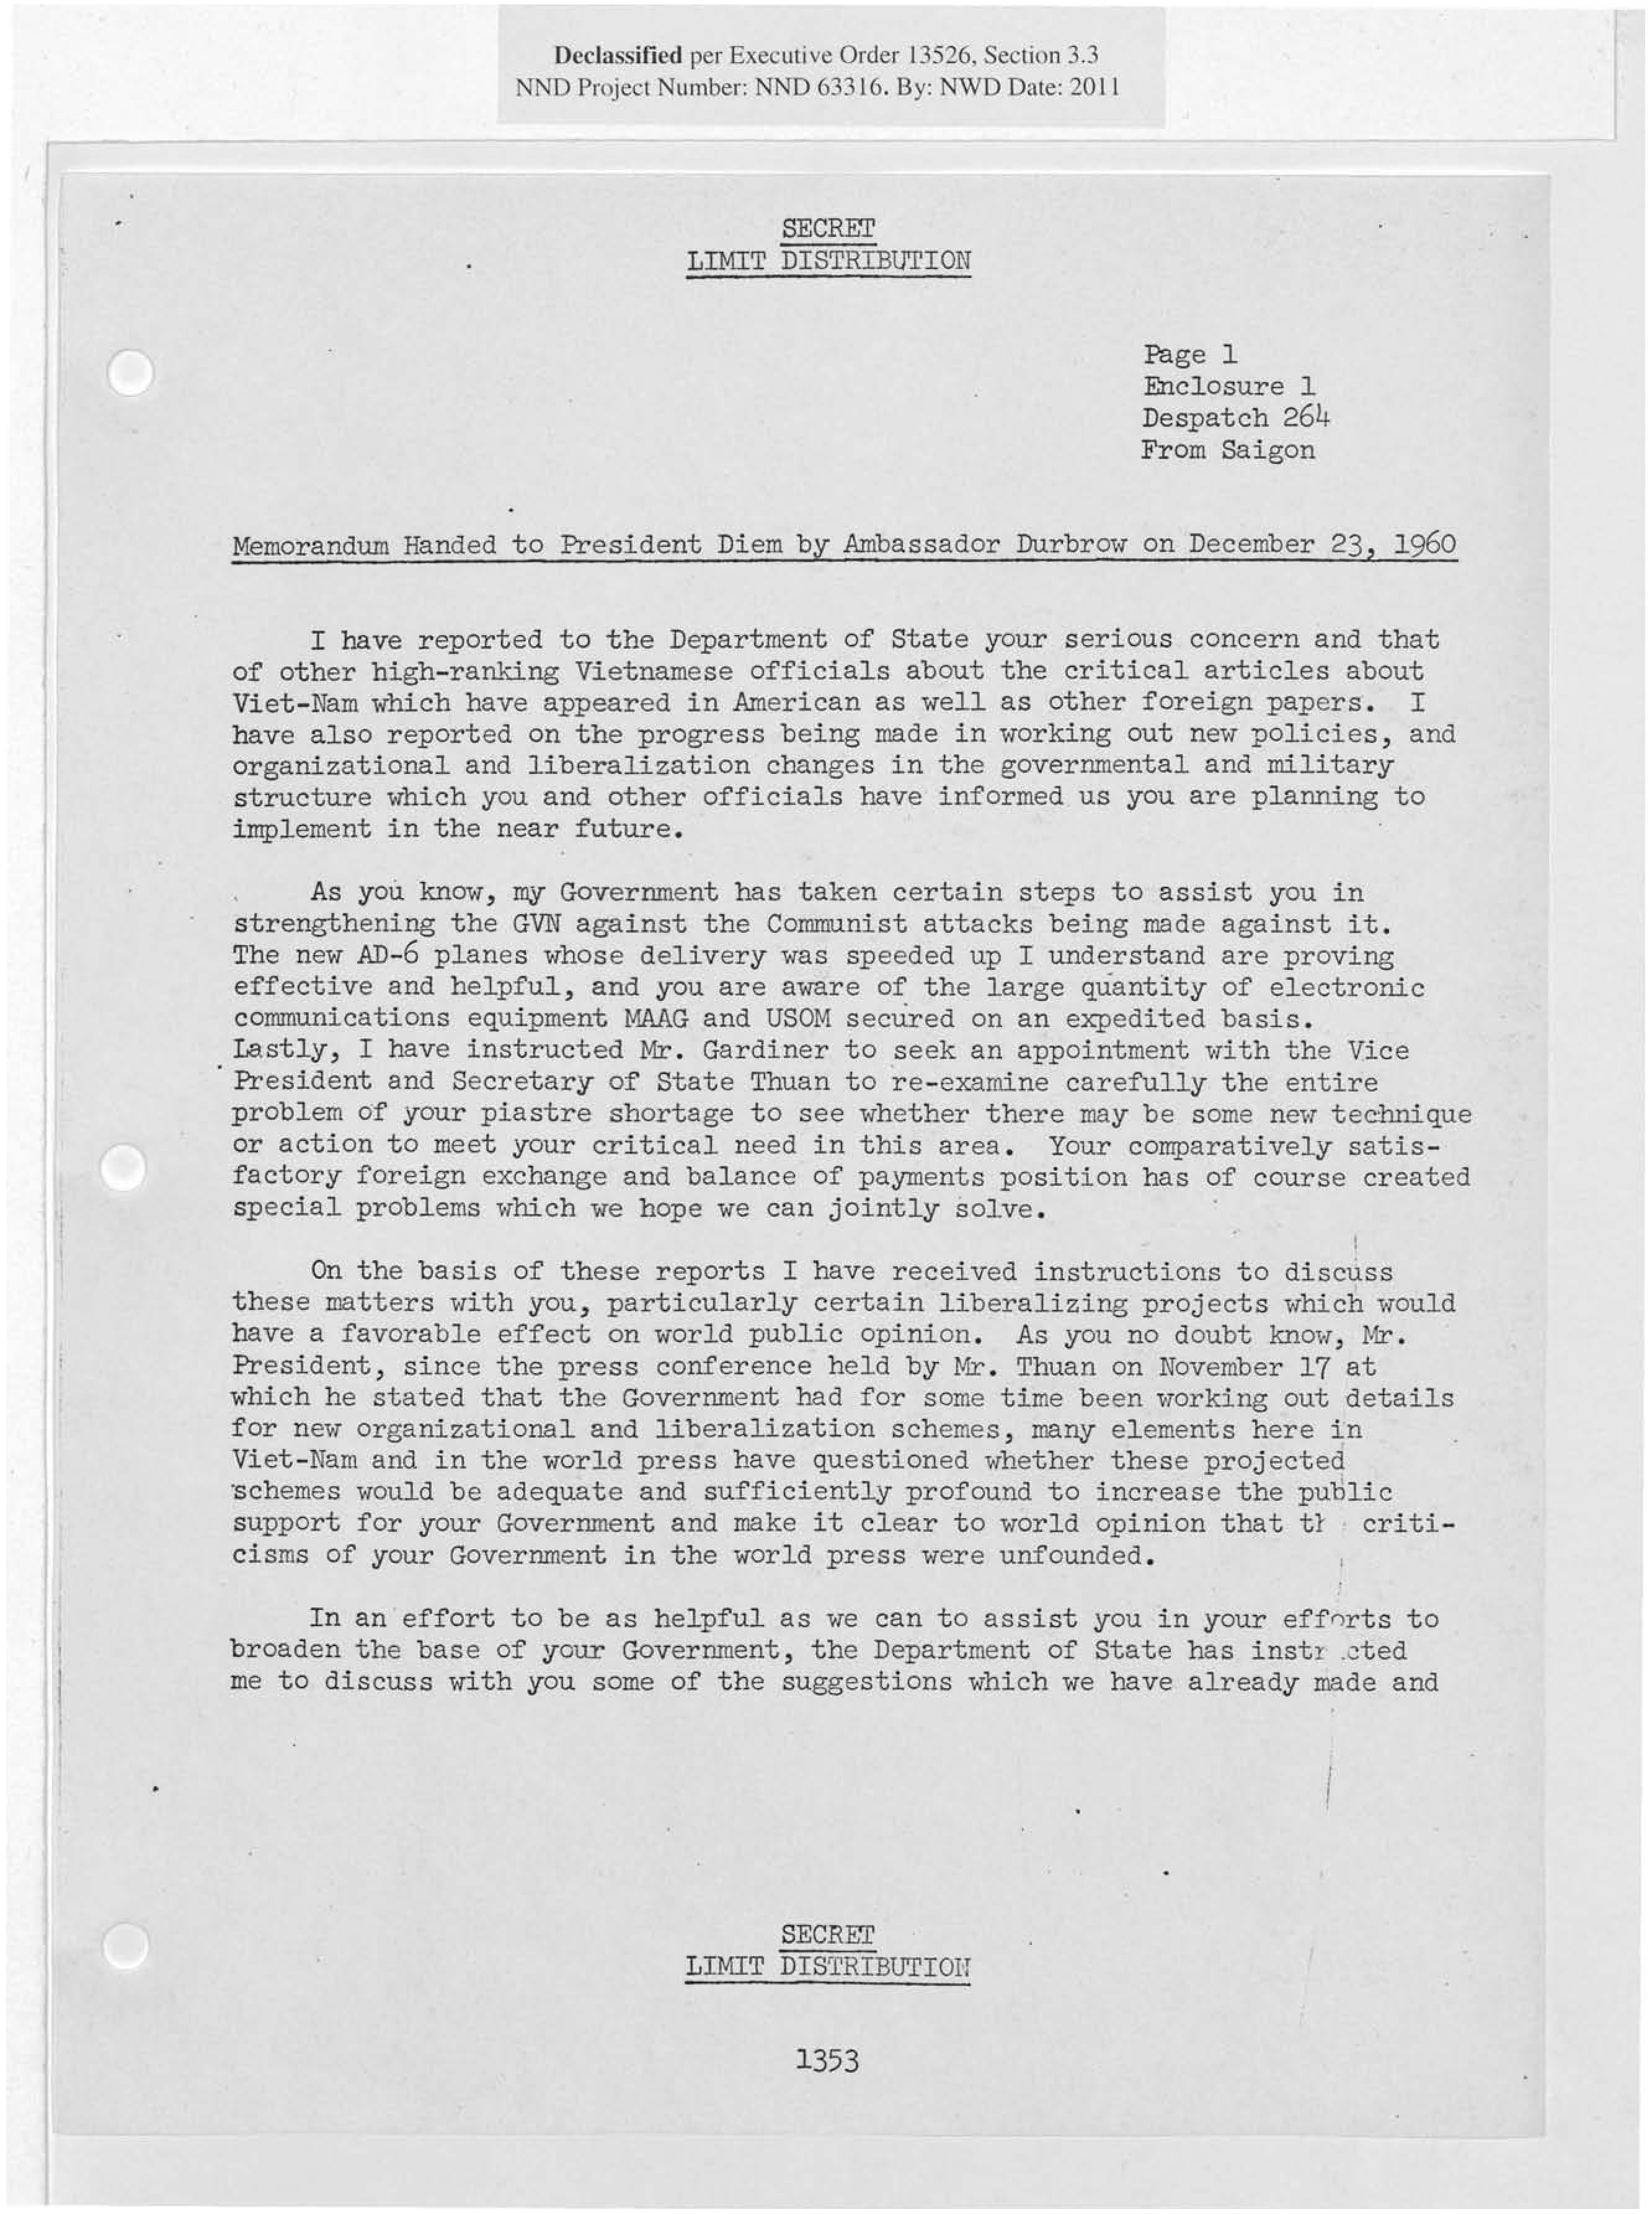 Declassified per Executive Order 13526, Section 3.3
NND Project Number: NND 63316. By: NWD Date: 2011
SECRET
LIMIT DISTRIBUTION
Page 1
Enclosure 1
Despatch 264
From Saigon
Memorandum Handed to President Diem by Ambassador Durbrow on December 23, 1960
I have reported to the Department of State your serious concern and that
of other high-ranking Vietnamese officials about the critical articles about
Viet-Nam which have appeared in American as well as other foreign papers. I
have also reported on the progress being made in working out new policies, and
organizational and liberalization changes in the governmental and military
structure which you and other officials have informed us you are planning to
implement in the near future.
As you know, my Government has taken certain steps to assist you in
strengthening the GVN against the Communist attacks being made against it.
The new AD-6 planes whose delivery was speeded up I understand are proving
effective and helpful, and you are aware of the large quantity of electronic
communications equipment MAAG and USOM secured on an expedited basis.
Lastly, I have instructed Mr. Gardiner to seek an appointment with the Vice
President and Secretary of State Thuan to re-examine carefully the entire
problem of your piastre shortage to see whether there may be some new technique
or action to meet your critical need in this area. Your comparatively satis-
factory foreign exchange and balance of payments position has of course created
special problems which we hope we can jointly solve.
On the basis of these reports I have received instructions to discuss
these matters with you, particularly certain liberalizing projects which would
have a favorable effect on world public opinion. As you no doubt know, Mr.
President, since the press conference held by Mr. Thuan on November 17 at
which he stated that the Government had for some time been working out details
for new organizational and liberalization schemes, many elements here in
Viet-Nam and in the world press have questioned whether these projected
schemes would be adequate and sufficiently profound to increase the public
support for your Government and make it clear to world opinion that criti-
cisms of your Government in the world press were unfounded.
In an effort to be as helpful as we can to assist you in your efforts to
broaden the base of your Government, the Department of State has
me to discuss with you some of the suggestions which we have already made and
SECRET
LIMIT DISTRIBUTION
1353